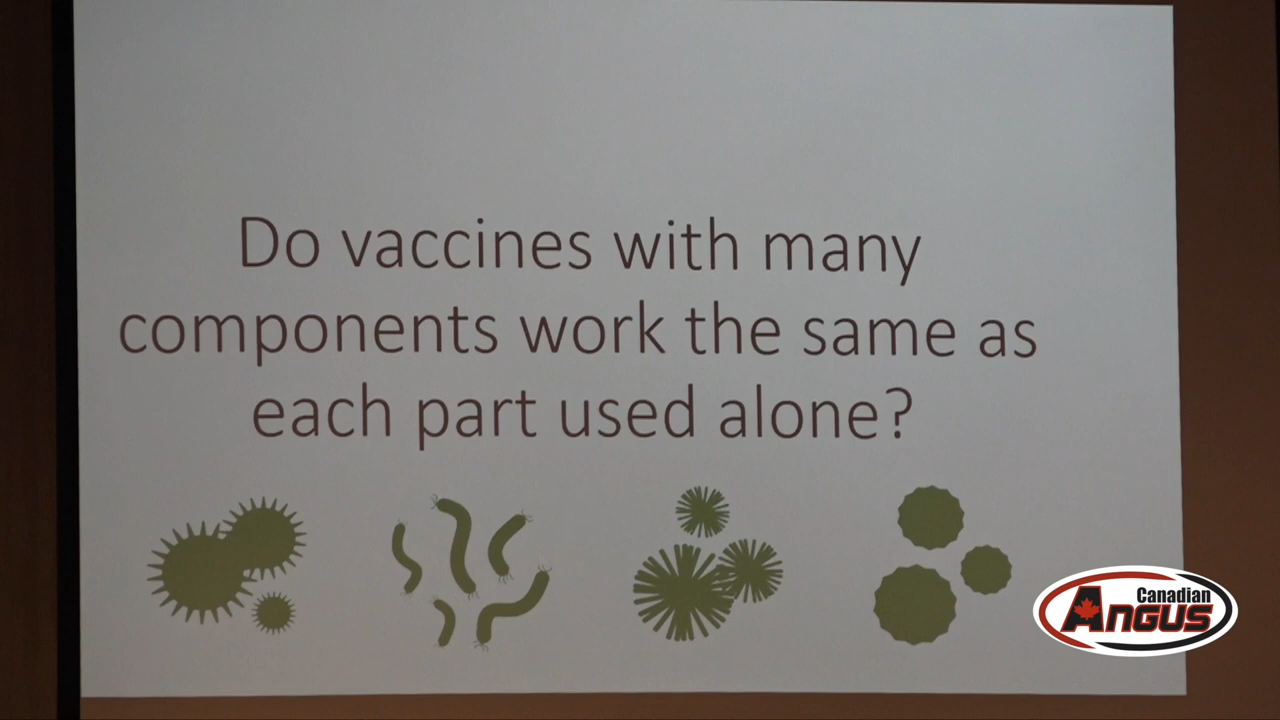 Do vaccines with many
components work the same as
each part used alone?
Canadian
Angus